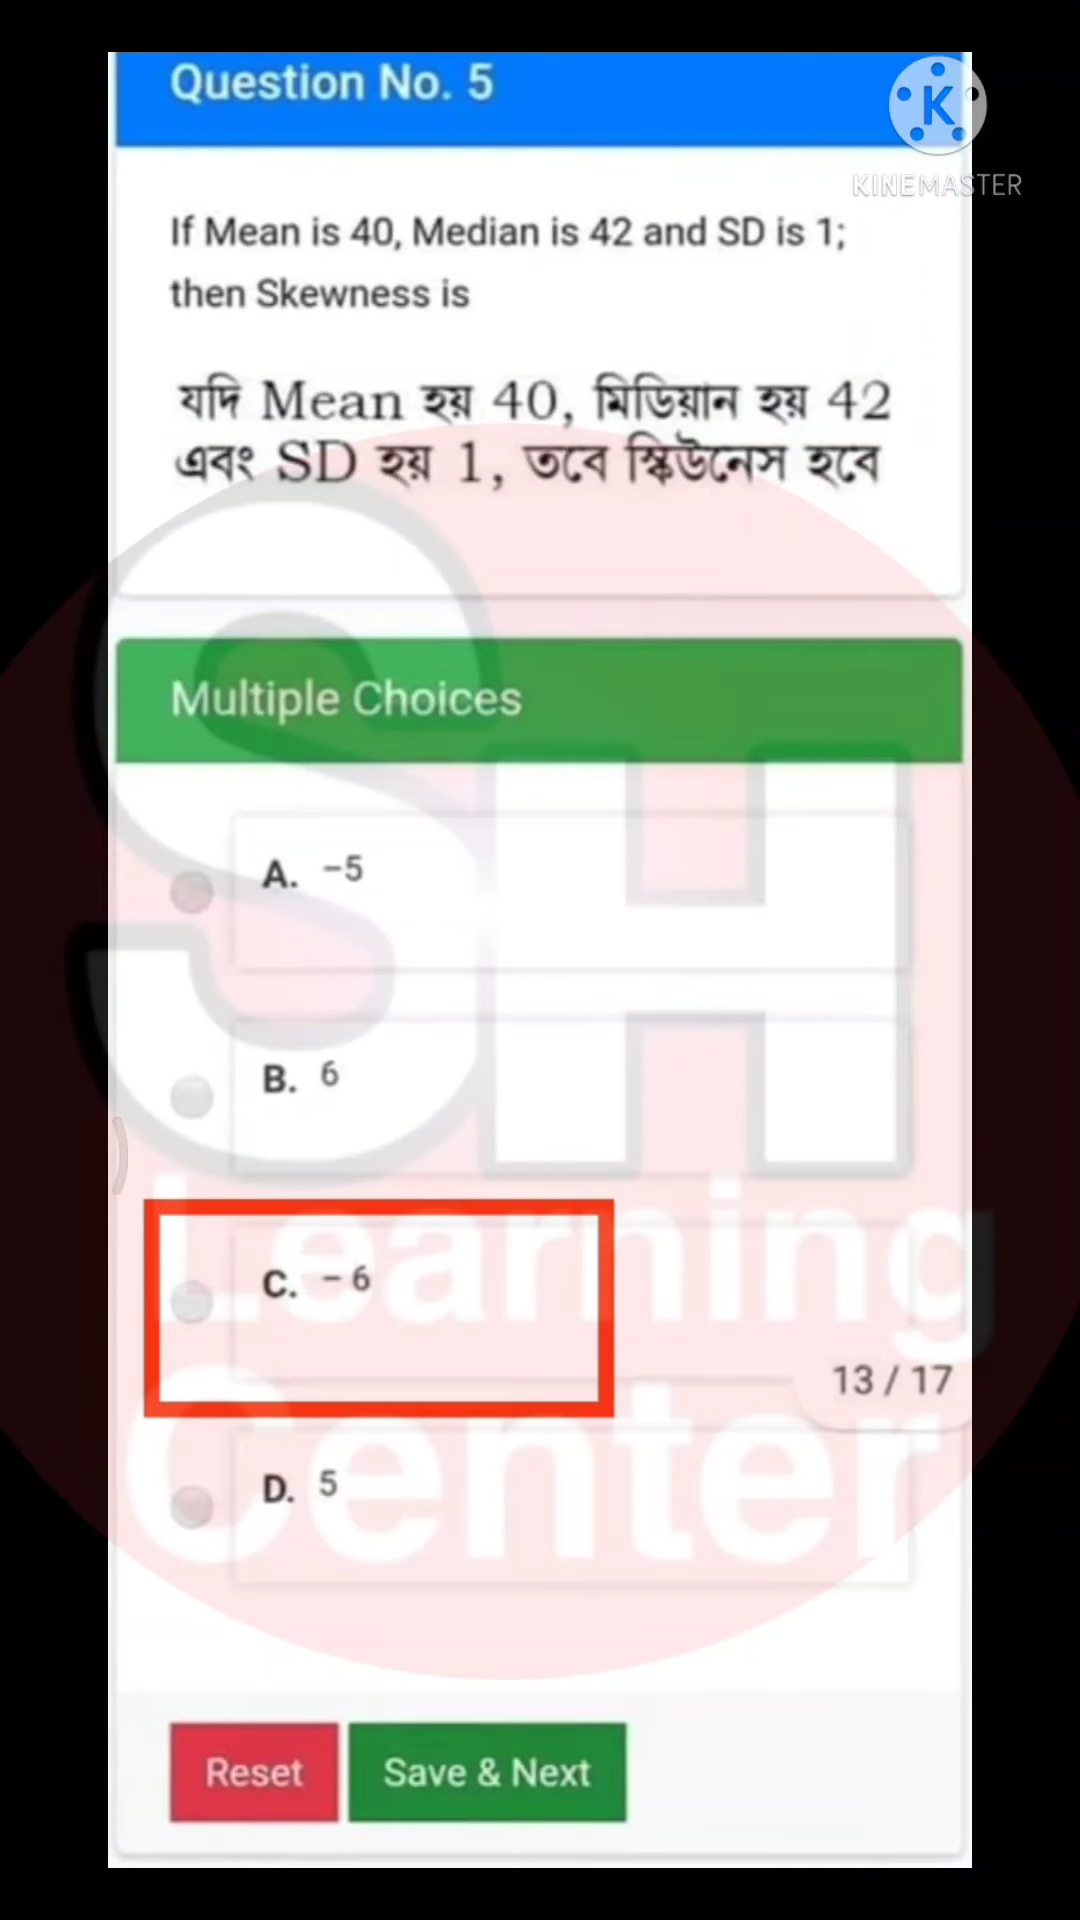 Question No. 5
K
KINEMASTER
If Mean is 40, Median is 42 and SD is 1;
then Skewness is
যদি Mean হয় 40, মিডিয়ান হয় 42
এবং SD হয় 1, তবে স্কিউনেস হবে
Multiple Choices
A. −5
B. 6
C. − 6
13 / 17
D. 5
SH
Learning
Center
Reset
Save & Next